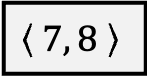 ⟨ 7, 8 ⟩